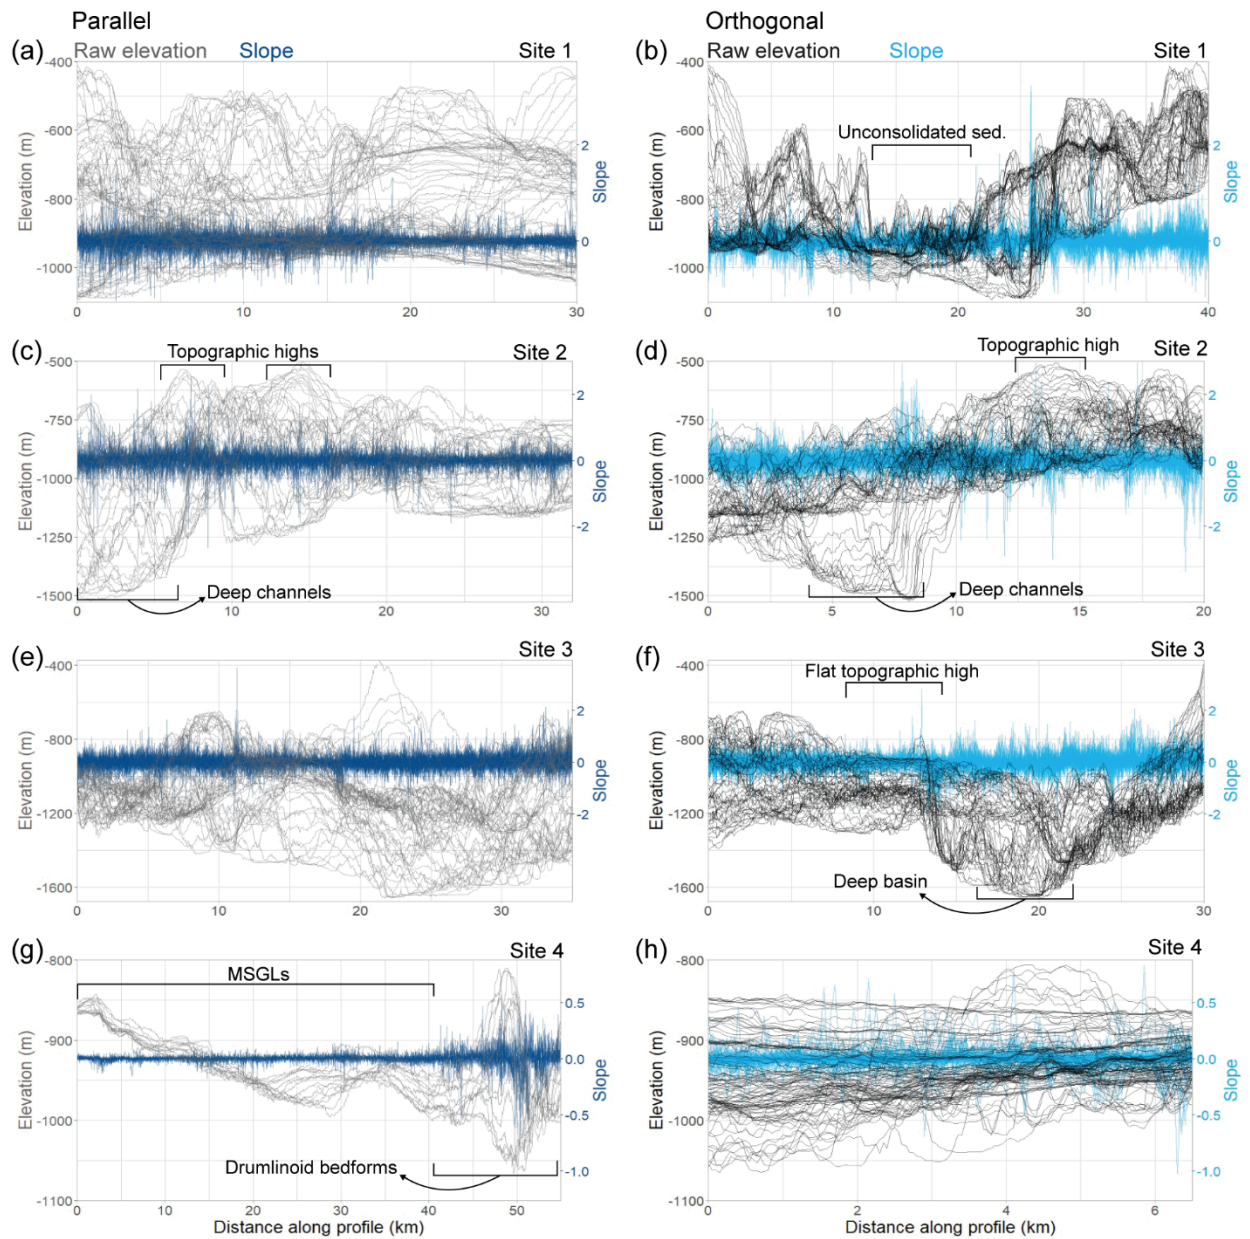 Parallel
Orthogonal
(a)
Raw elevation
Slope
Site 1
-400
-600
-800
-1000
Elevation (m)
2
0
Slope
0
10
20
30
(b)
Raw elevation
Slope
Site 1
Unconsolidated sed.
-400
-600
-800
-1000
Elevation (m)
2
0
Slope
0
10
20
30
40
(c)
Topographic highs
Site 2
-500
-750
-1000
-1250
-1500
Elevation (m)
2
0
-2
Slope
Deep channels
0
10
20
30
(d)
Topographic high
Site 2
-500
-750
-1000
-1250
-1500
Elevation (m)
2
0
-2
Slope
Deep channels
0
5
10
15
20
(e)
Site 3
-400
-800
-1200
-1600
Elevation (m)
2
0
-2
Slope
0
10
20
30
(f)
Site 3
Flat topographic high
-400
-800
-1200
-1600
Elevation (m)
2
0
-2
Slope
Deep basin
0
10
20
30
(g)
Site 4
MSGLs
-800
-900
-1000
-1100
Elevation (m)
0.5
0.0
-0.5
-1.0
Slope
Drumlinoid bedforms
0
10
20
30
40
50
Distance along profile (km)
(h)
Site 4
-800
-900
-1000
-1100
Elevation (m)
0.5
0.0
-0.5
-1.0
Slope
0
2
4
6
Distance along profile (km)